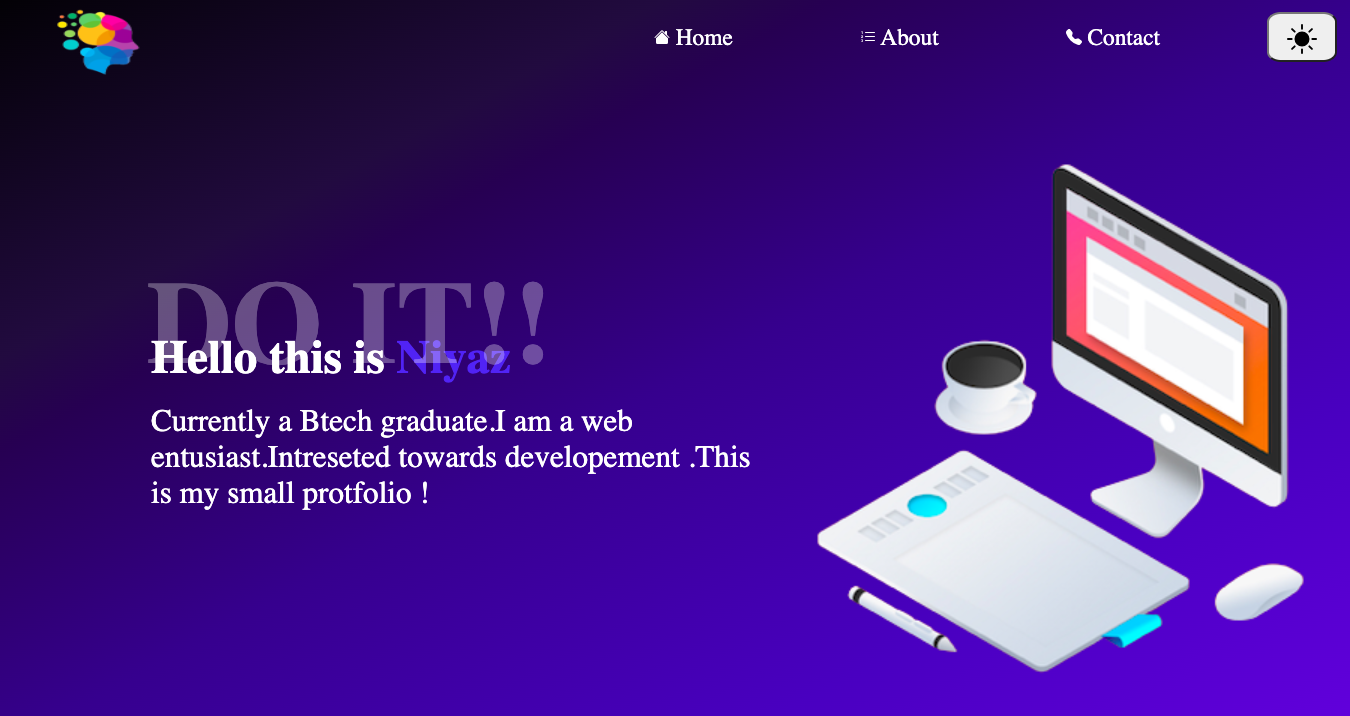 Home
About
Contact
DO IT!!
Hello this is Niyaz
Currently a Btech graduate.I am a web
entusiast.Intreseted towards developement .This
is my small protfolio !